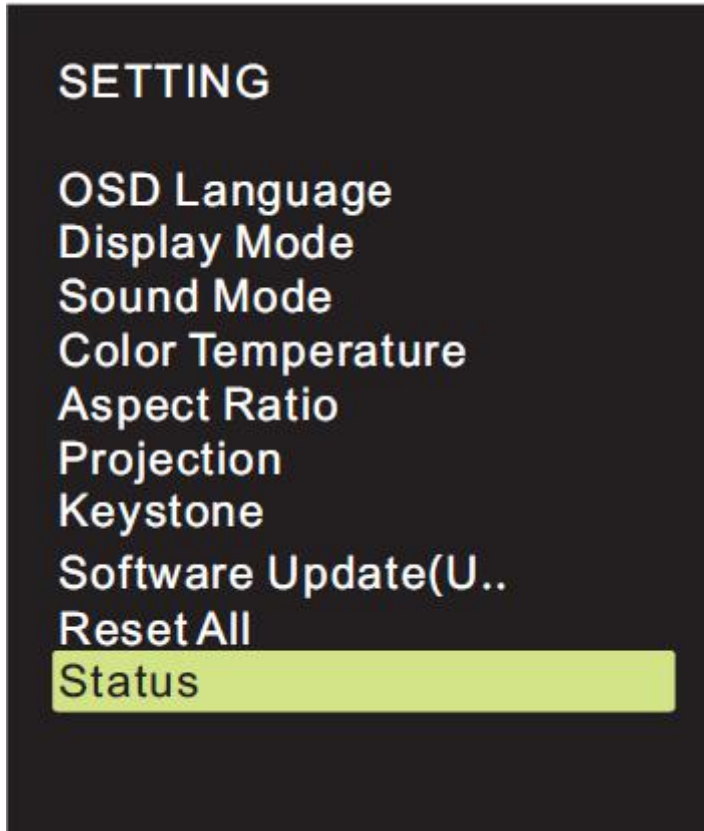 SETTING
OSD Language
Display Mode
Sound Mode
Color Temperature
Aspect Ratio
Projection
Keystone
Software Update(U..
Reset All
Status